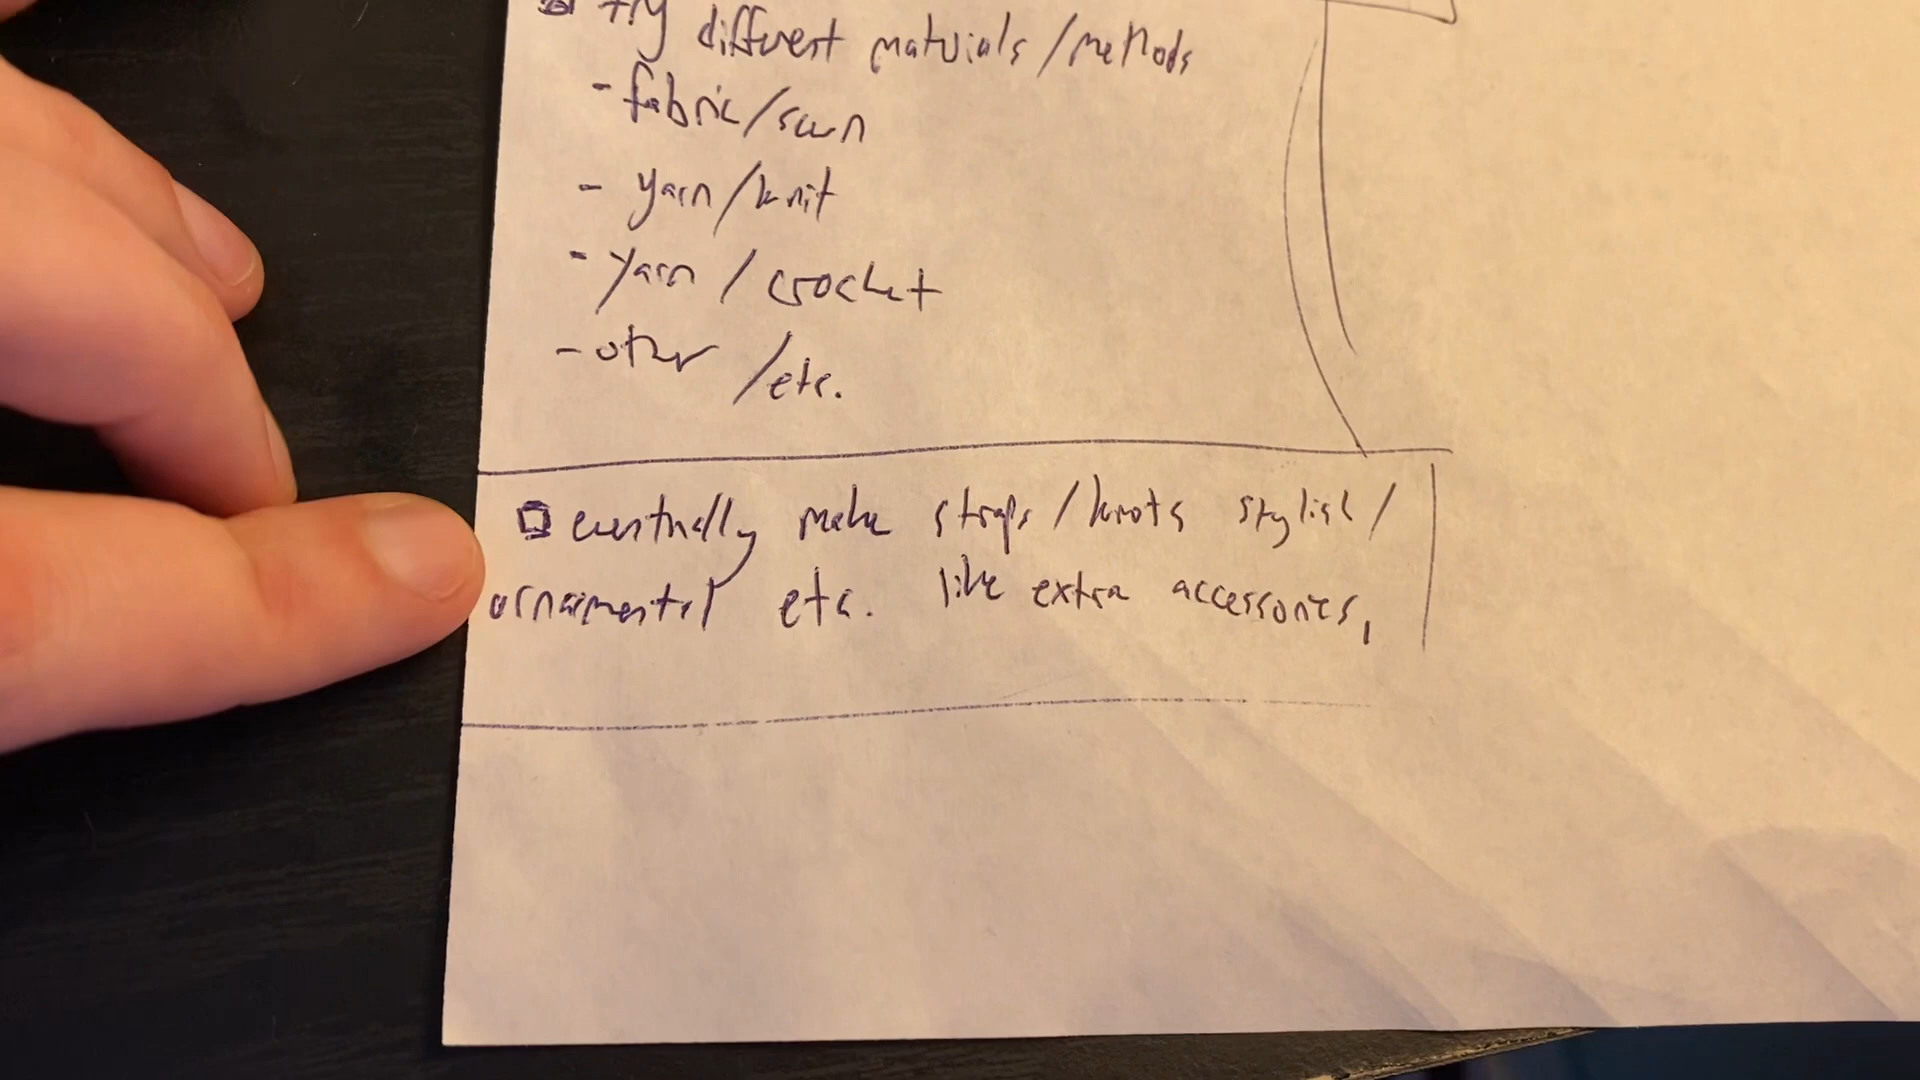 try different materials/methods
- fabric/sewn
- yarn/knit
- yarn / crochet
- other /etc.
eventually make straps/knots stylish/
ornamental etc. like extra accessories,